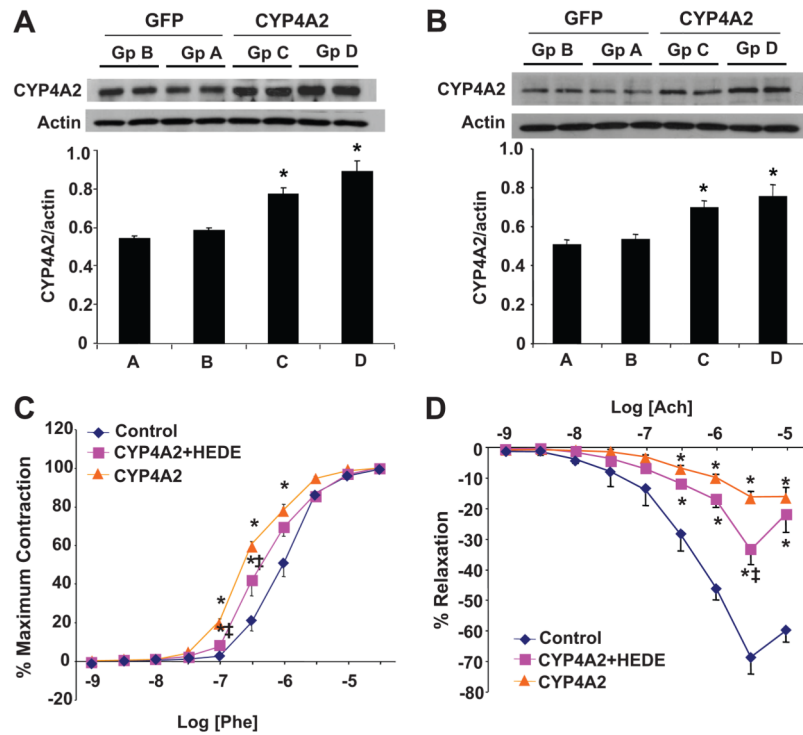 A
GFP CYP4A2
Gp B Gp A Gp C Gp D
CYP4A2
Actin
CYP4A2/actin
1.0
0.8
0.6
0.4
0.2
0
* *
A B C D
B
GFP CYP4A2
Gp B Gp A Gp C Gp D
CYP4A2
Actin
CYP4A2/actin
1.0
0.8
0.6
0.4
0.2
0
* *
A B C D
C
% Maximum Contraction
120
100
80
60
40
20
0
-20
Control
CYP4A2+HEDE
CYP4A2
*
*
*
*‡
*‡
-9 -8 -7 -6 -5
Log [Phe]
D
Log [Ach]
-9 -8 -7 -6 -5
% Relaxation
0
-10
-20
-30
-40
-50
-60
-70
-80
* * * *
* * *‡ *
Control
CYP4A2+HEDE
CYP4A2